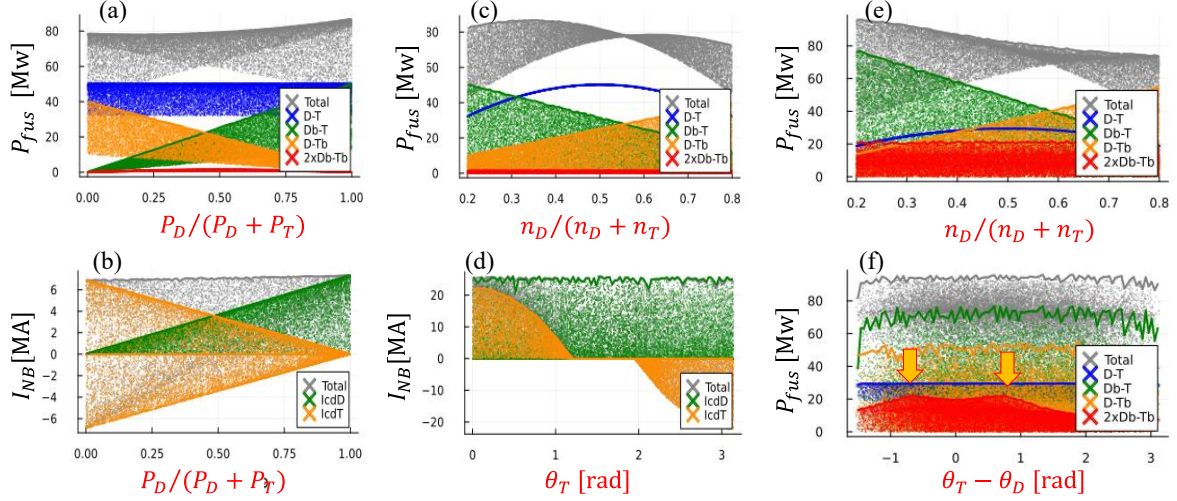 (a)
P_fus [Mw]
80
60
40
20
0
Total
D-T
Db-T
D-Tb
2xDb-Tb
0.00 0.25 0.50 0.75 1.00
P_D/(P_D + P_T)
(c)
P_fus [Mw]
80
60
40
20
0
Total
D-T
Db-T
D-Tb
2xDb-Tb
0.2 0.3 0.4 0.5 0.6 0.7 0.8
n_D/(n_D + n_T)
(e)
P_fus [Mw]
80
60
40
20
0
Total
D-T
Db-T
D-Tb
2xDb-Tb
0.2 0.3 0.4 0.5 0.6 0.7 0.8
n_D/(n_D + n_T)
(b)
I_NB[MA]
6
4
2
0
−2
−4
−6
Total
IcdD
IcdT
0.00 0.25 0.50 0.75 1.00
P_D/(P_D + P_T)
(d)
I_NB[MA]
20
10
0
−10
−20
Total
IcdD
IcdT
0 1 2 3
θ_T [rad]
(f)
P_fus [Mw]
80
60
40
20
0
Total
D-T
Db-T
D-Tb
2xDb-Tb
−1 0 1 2 3
θ_T − θ_D [rad]